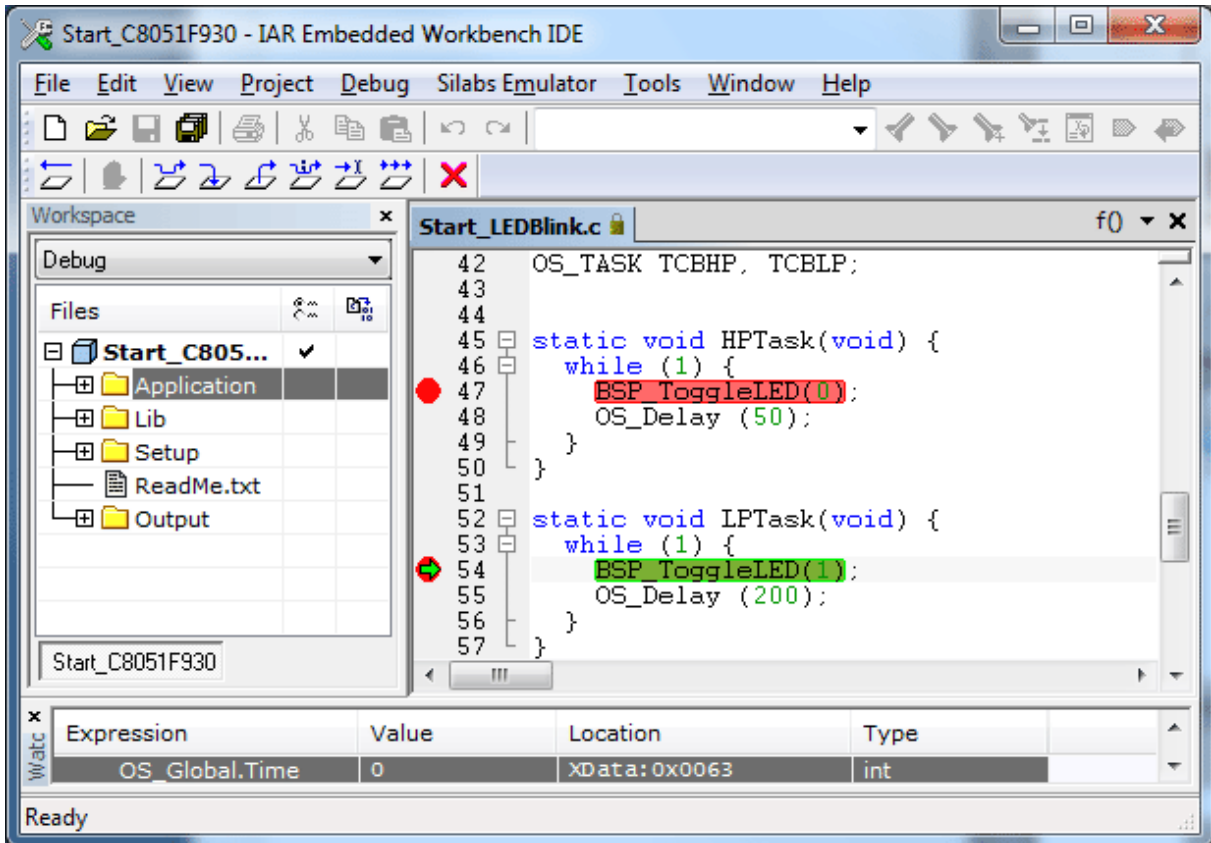 Start_C8051F930 - IAR Embedded Workbench IDE
File Edit View Project Debug Silabs Emulator Tools Window Help
Workspace
Debug
Files
Start_C805...
Application
Lib
Setup
ReadMe.txt
Output
Start_C8051F930
Start_LEDBlink.c
f()
42 OS_TASK TCBHP, TCBLP;
43
44
45 static void HPTask(void) {
46 while (1) {
47 BSP_ToggleLED(0);
48 OS_Delay (50);
49 }
50 }
51
52 static void LPTask(void) {
53 while (1) {
54 BSP_ToggleLED(1);
55 OS_Delay (200);
56 }
57 }
Watc
Expression Value Location Type
OS_Global.Time 0 XData:0x0063 int
Ready